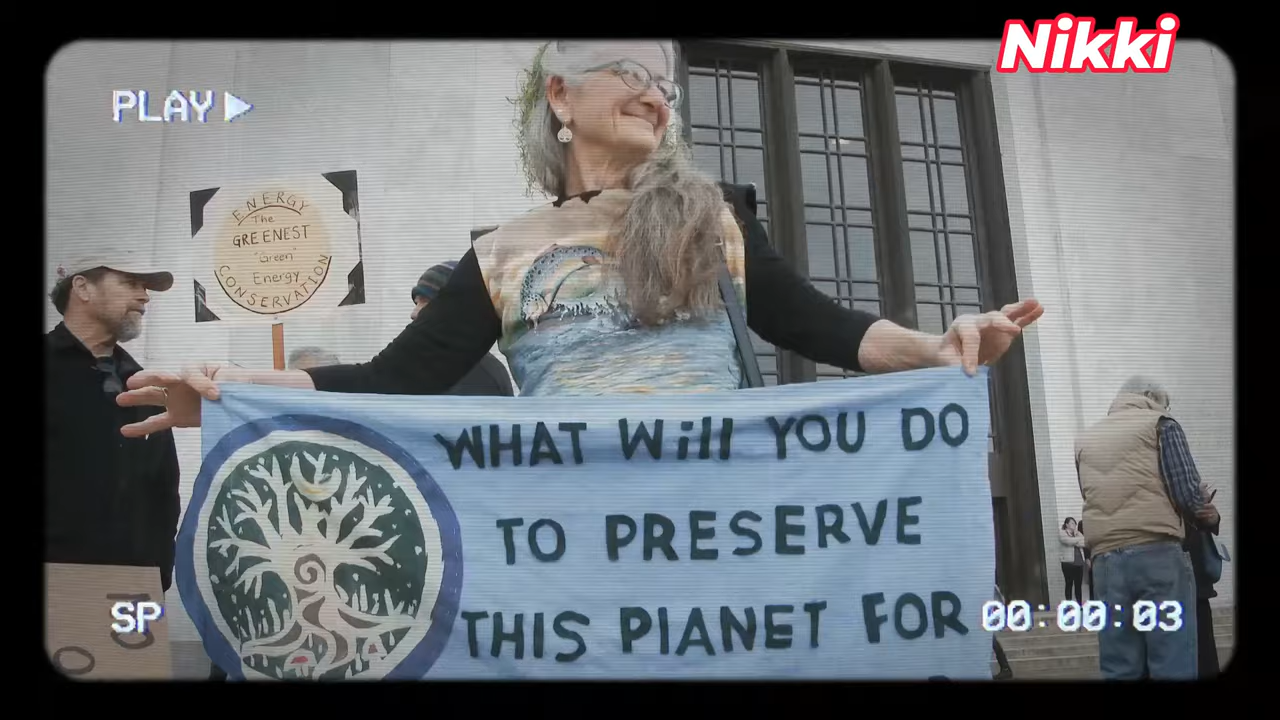 Nikki
PLAY
ENERGY
The
GREENEST
"Green"
Energy
CONSERVATION
WHAT Will YOU DO
TO PRESERVE
THIS PlANET FOR
SP
00:00:03